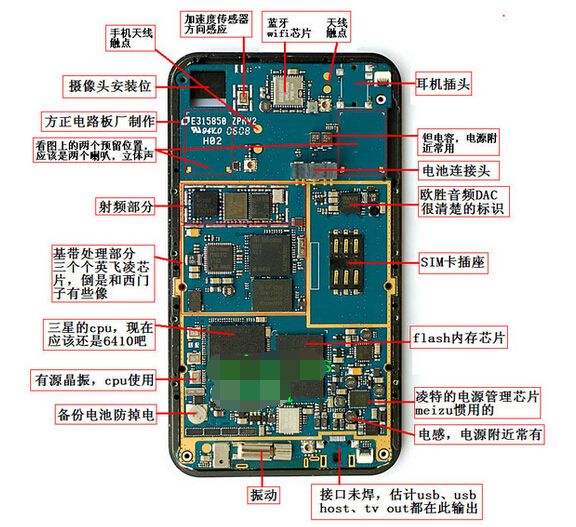 手机天线
触点
加速度传感器
方向感应
蓝牙
wifi芯片
天线
触点
摄像头安装位
耳机插头
方正电路板厂制作
E315850 ZPMY2
94V.0 0608
H02
看图上的两个预留位置,
应该是两个喇叭,立体声
钽电容,电源附
近常用
电池连接头
射频部分
欧胜音频DAC
很清楚的标识
基带处理部分
三个个英飞凌芯
片,倒是和西门
子有些像
SIM卡插座
三星的cpu,现在
应该还是6410吧
flash内存芯片
有源晶振,cpu使用
凌特的电源管理芯片
meizu惯用的
备份电池防掉电
电感,电源附近常有
振动
接口未焊,估计usb、usb
host、tv out都在此输出